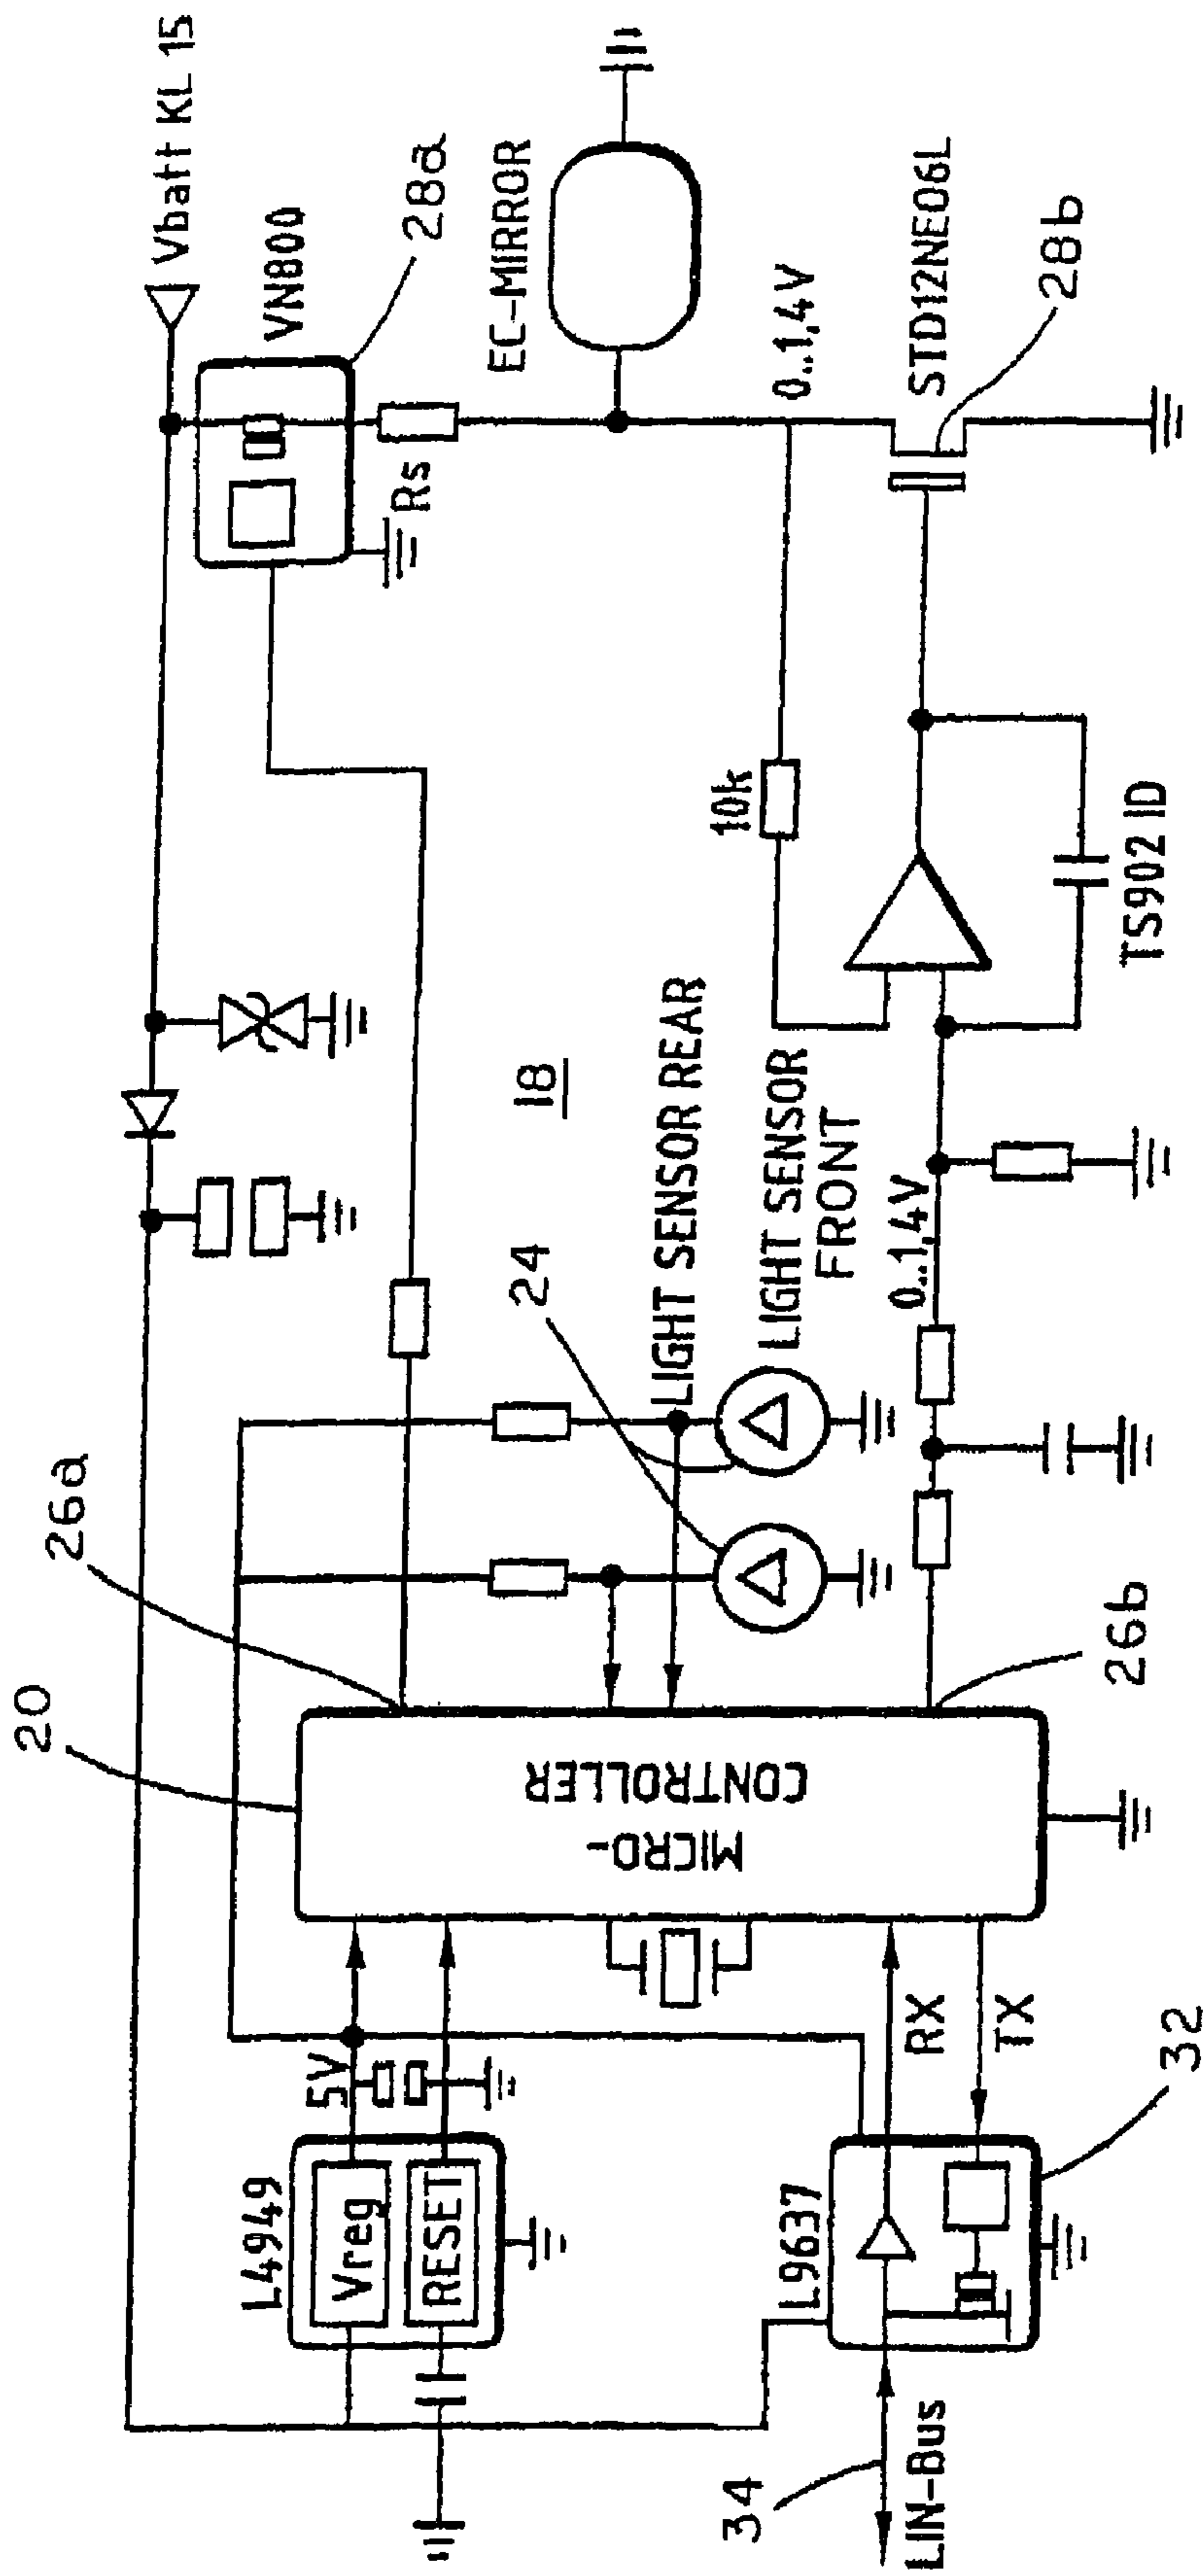 Vbatt KL 15
VN800
28a
20
26a
Rs
EC-MIRROR
0..1,4V
STD12NE06L
28b
10k
TS902 ID
18
LIGHT SENSOR REAR
24
LIGHT SENSOR
FRONT
0..1,4V
26b
MICRO-
CONTROLLER
5V
L4949
Vreg
RESET
L9637
RX
TX
32
34
LIN-Bus